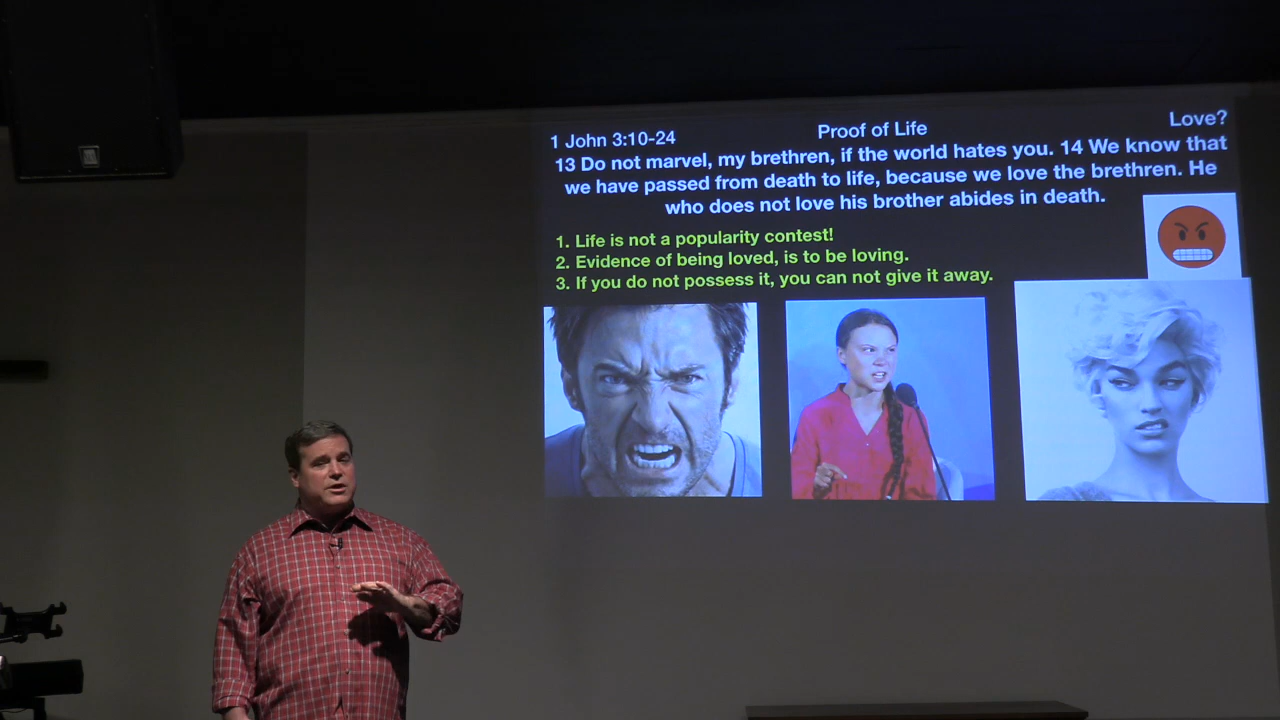 1 John 3:10-24 Proof of Life Love?
13 Do not marvel, my brethren, if the world hates you. 14 We know that
we have passed from death to life, because we love the brethren. He
who does not love his brother abides in death.
1. Life is not a popularity contest!
2. Evidence of being loved, is to be loving.
3. If you do not possess it, you can not give it away.